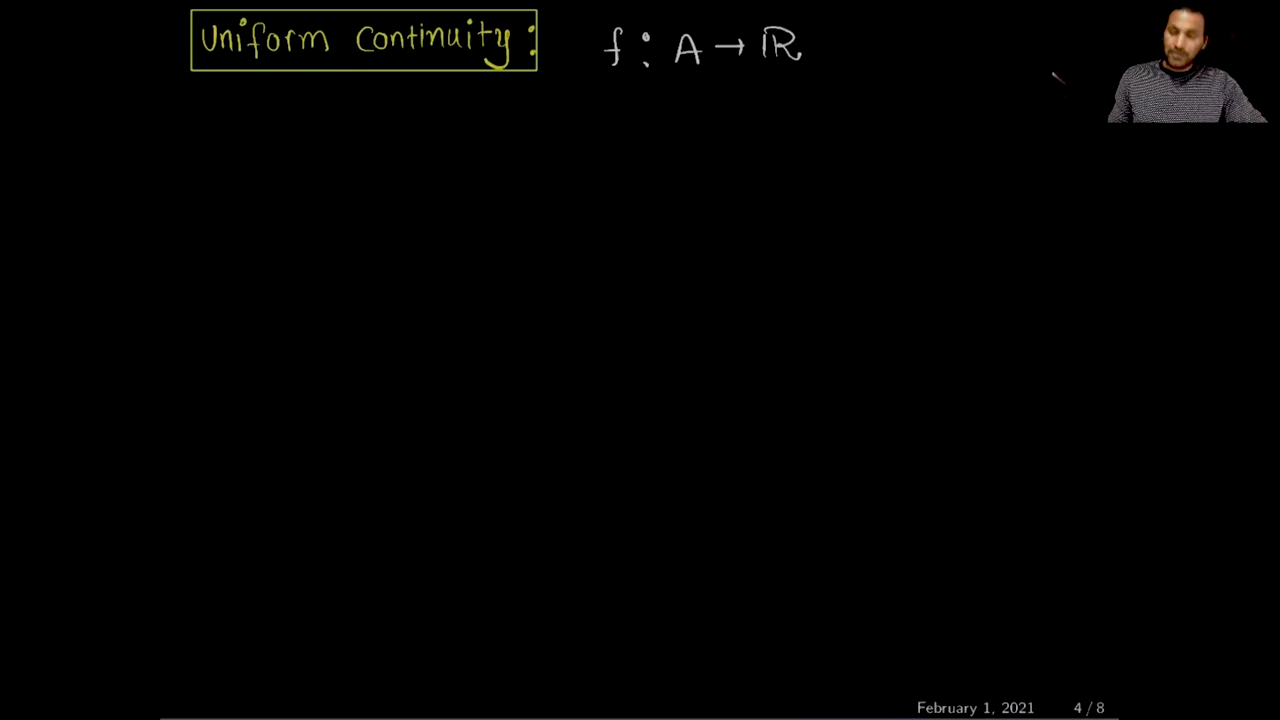 Uniform Continuity : f : A → ℝ
February 1, 2021 4 / 8